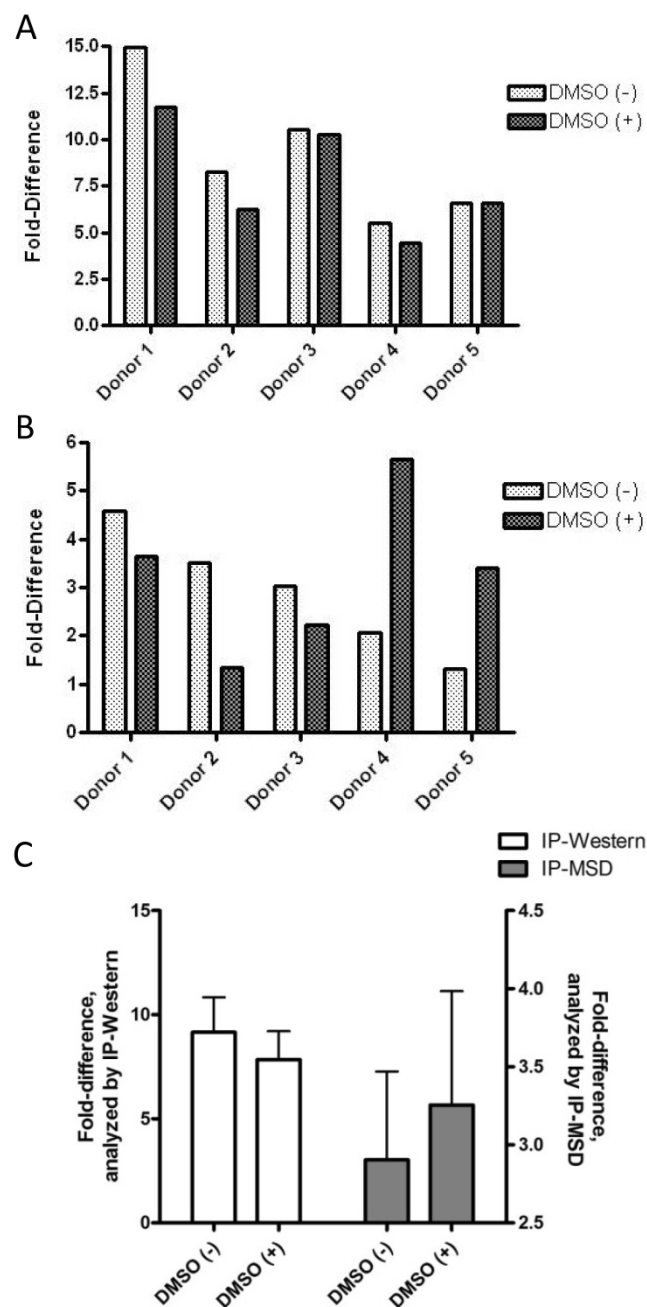 A
15.0
12.5
10.0
7.5
5.0
2.5
0.0
Fold-Difference
DMSO (-)
DMSO (+)
Donor 1
Donor 2
Donor 3
Donor 4
Donor 5
B
6
5
4
3
2
1
0
Fold-Difference
DMSO (-)
DMSO (+)
Donor 1
Donor 2
Donor 3
Donor 4
Donor 5
C
IP-Western
IP-MSD
15
10
5
0
Fold-difference,
analyzed by IP-Western
4.5
4.0
3.5
3.0
2.5
Fold-difference,
analyzed by IP-MSD
DMSO (-)
DMSO (+)
DMSO (-)
DMSO (+)